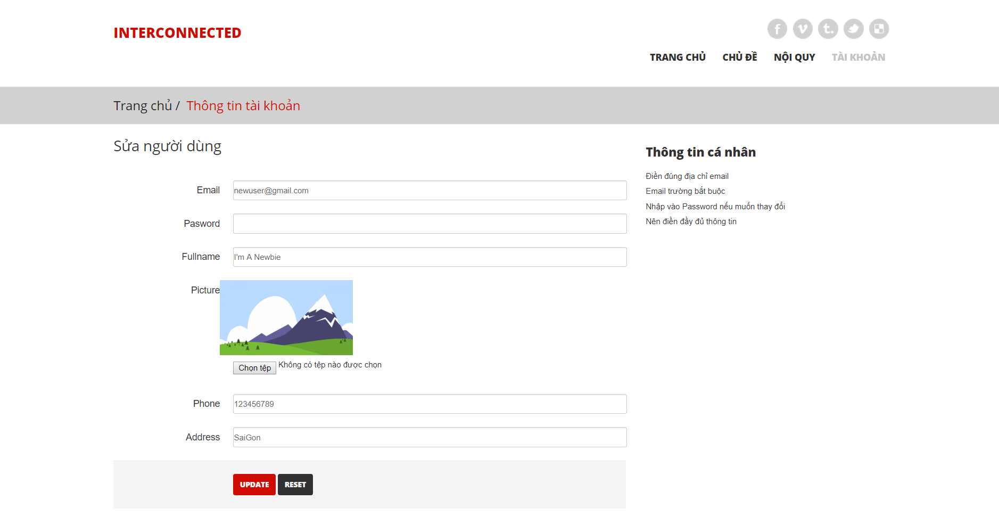 INTERCONNECTED
TRANG CHỦ CHỦ ĐỀ NỘI QUY TÀI KHOẢN
Trang chủ / Thông tin tài khoản
Sửa người dùng
Email newuser@gmail.com
Pasword
Fullname I'm A Newbie
Picture
Chọn tệp Không có tệp nào được chọn
Phone 123456789
Address SaiGon
UPDATE RESET
Thông tin cá nhân
Điền đúng địa chỉ email
Email trường bắt buộc
Nhập vào Password nếu muốn thay đổi
Nên điền đầy đủ thông tin